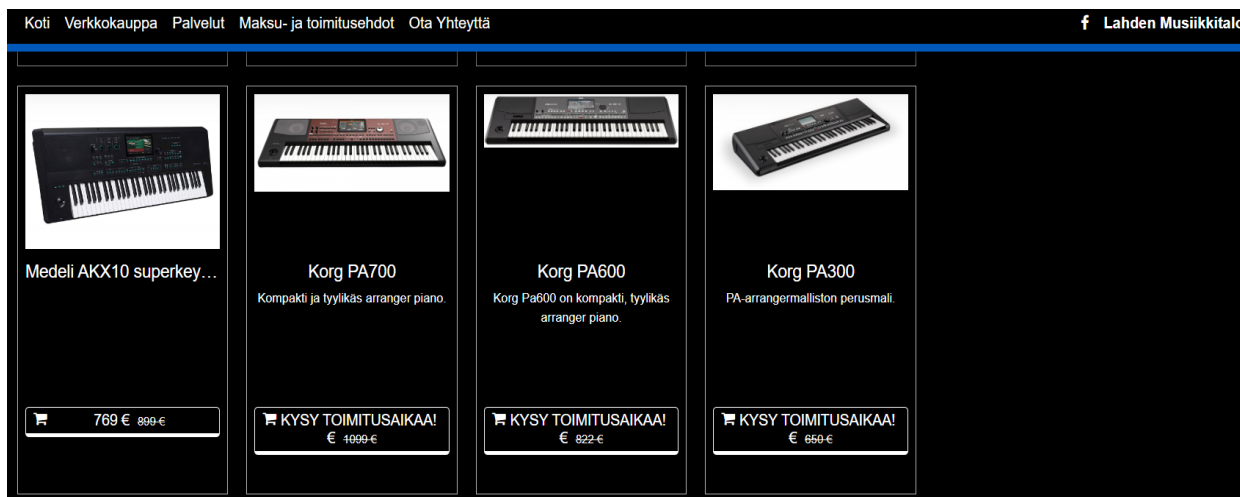 Koti Verkkokauppa Palvelut Maksu- ja toimitusehdot Ota Yhteyttä
f Lahden Musiikkitalo
Medeli AKX10 superkey…
769 € 899 €
Korg PA700
Kompakti ja tyylikäs arranger piano.
KYSY TOIMITUSAIKAA!
€ 1099 €
Korg PA600
Korg Pa600 on kompakti, tyylikäs
arranger piano.
KYSY TOIMITUSAIKAA!
€ 822 €
Korg PA300
PA-arrangermalliston perusmali.
KYSY TOIMITUSAIKAA!
€ 650 €